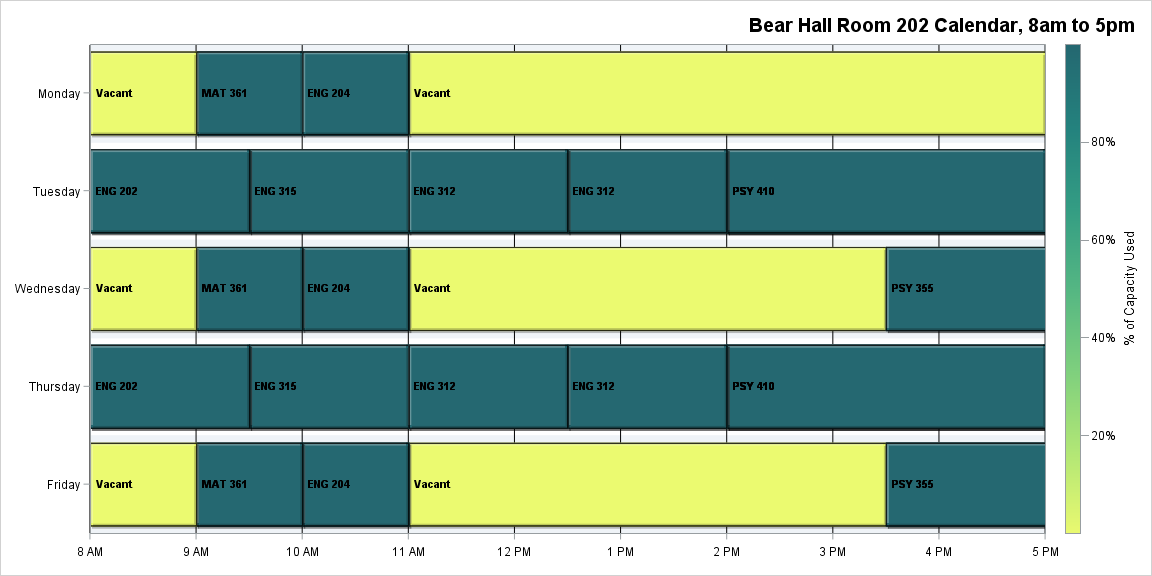 Bear Hall Room 202 Calendar, 8am to 5pm
Monday
Vacant
MAT 361
ENG 204
Vacant
Tuesday
ENG 202
ENG 315
ENG 312
ENG 312
PSY 410
Wednesday
Vacant
MAT 361
ENG 204
Vacant
PSY 355
Thursday
ENG 202
ENG 315
ENG 312
ENG 312
PSY 410
Friday
Vacant
MAT 361
ENG 204
Vacant
PSY 355
8 AM
9 AM
10 AM
11 AM
12 PM
1 PM
2 PM
3 PM
4 PM
5 PM
80%
60%
40%
20%
% of Capacity Used